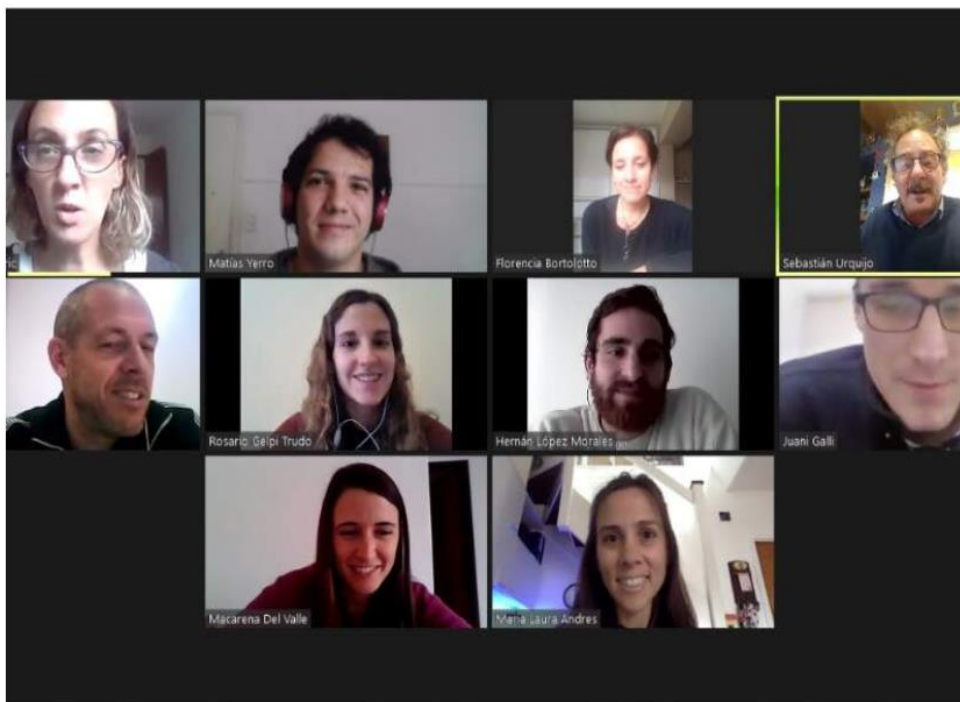 ric
Matías Yerro
Florencia Bortolotto
Sebastián Urquijo
Rosario Gelpi Trudo
Hernán López Morales
Juani Galli
Macarena Del Valle
María Laura Andres